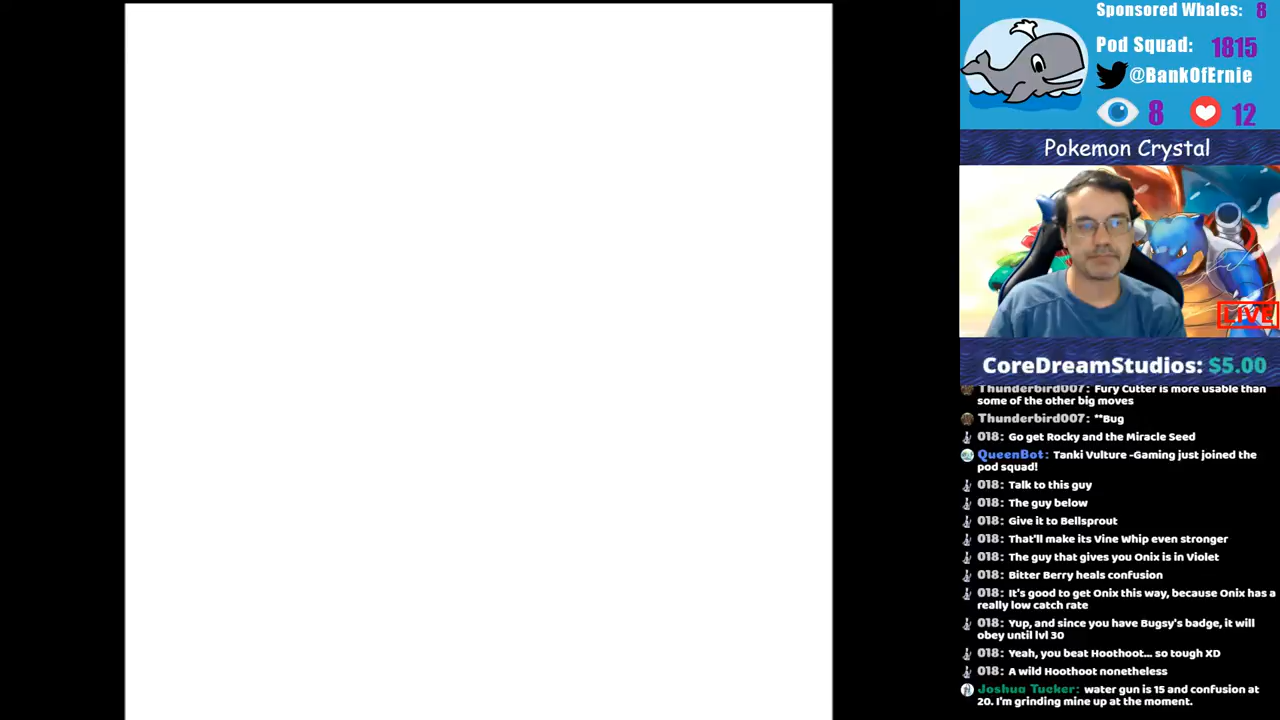 Sponsored Whales: 8
Pod Squad: 1815
@BankOfErnie
8 12
Pokemon Crystal
LIVE
CoreDreamStudios: $5.00
Thunderbird007: Fury Cutter is more usable than
some of the other big moves
Thunderbird007: **Bug
018: Go get Rocky and the Miracle Seed
QueenBot: Tanki Vulture -Gaming just joined the
pod squad!
018: Talk to this guy
018: The guy below
018: Give it to Bellsprout
018: That'll make its Vine Whip even stronger
018: The guy that gives you Onix is in Violet
018: Bitter Berry heals confusion
018: It's good to get Onix this way, because Onix has a
really low catch rate
018: Yup, and since you have Bugsy's badge, it will
obey until lvl 30
018: Yeah, you beat Hoothoot... so tough XD
018: A wild Hoothoot nonetheless
Joshua Tucker: water gun is 15 and confusion at
20. I'm grinding mine up at the moment.